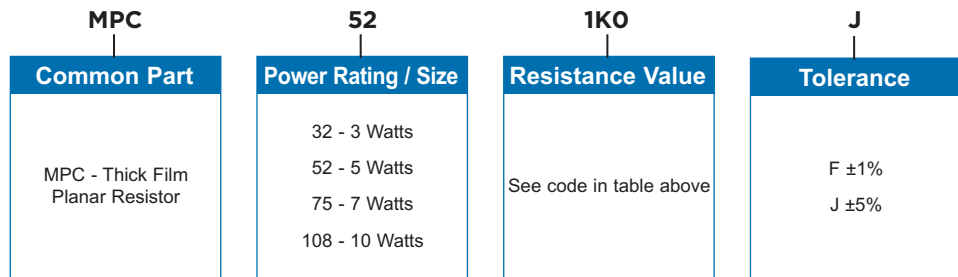 MPC 52 1K0 J
Common Part
MPC - Thick Film
Planar Resistor
Power Rating / Size
32 - 3 Watts
52 - 5 Watts
75 - 7 Watts
108 - 10 Watts
Resistance Value
See code in table above
Tolerance
F ±1%
J ±5%